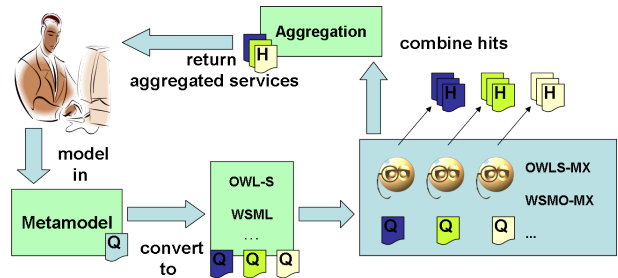 Aggregation
combine hits
H
return
aggregated services
H
H
H
model
in
OWL-S
WSML
...
OWLS-MX
WSMO-MX
...
Metamodel
Q
convert
to
Q
Q
Q
Q
Q
Q